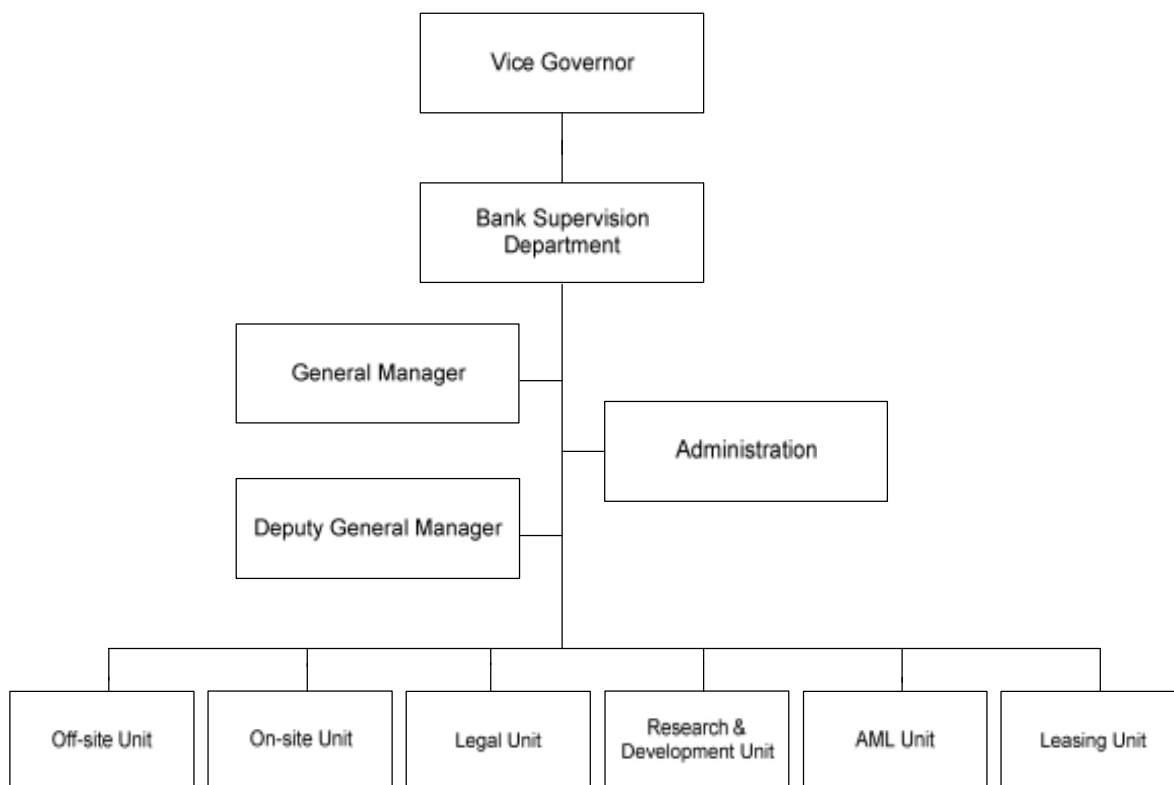 Vice Governor
Bank Supervision
Department
General Manager
Administration
Deputy General Manager
Off-site Unit
On-site Unit
Legal Unit
Research &
Development Unit
AML Unit
Leasing Unit